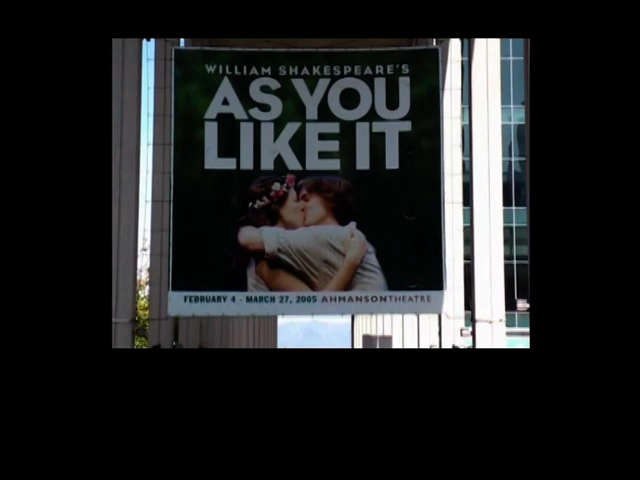 WILLIAM SHAKESPEARE'S
AS YOU
LIKE IT
FEBRUARY 4 - MARCH 27, 2005 AHMANSONTHEATRE